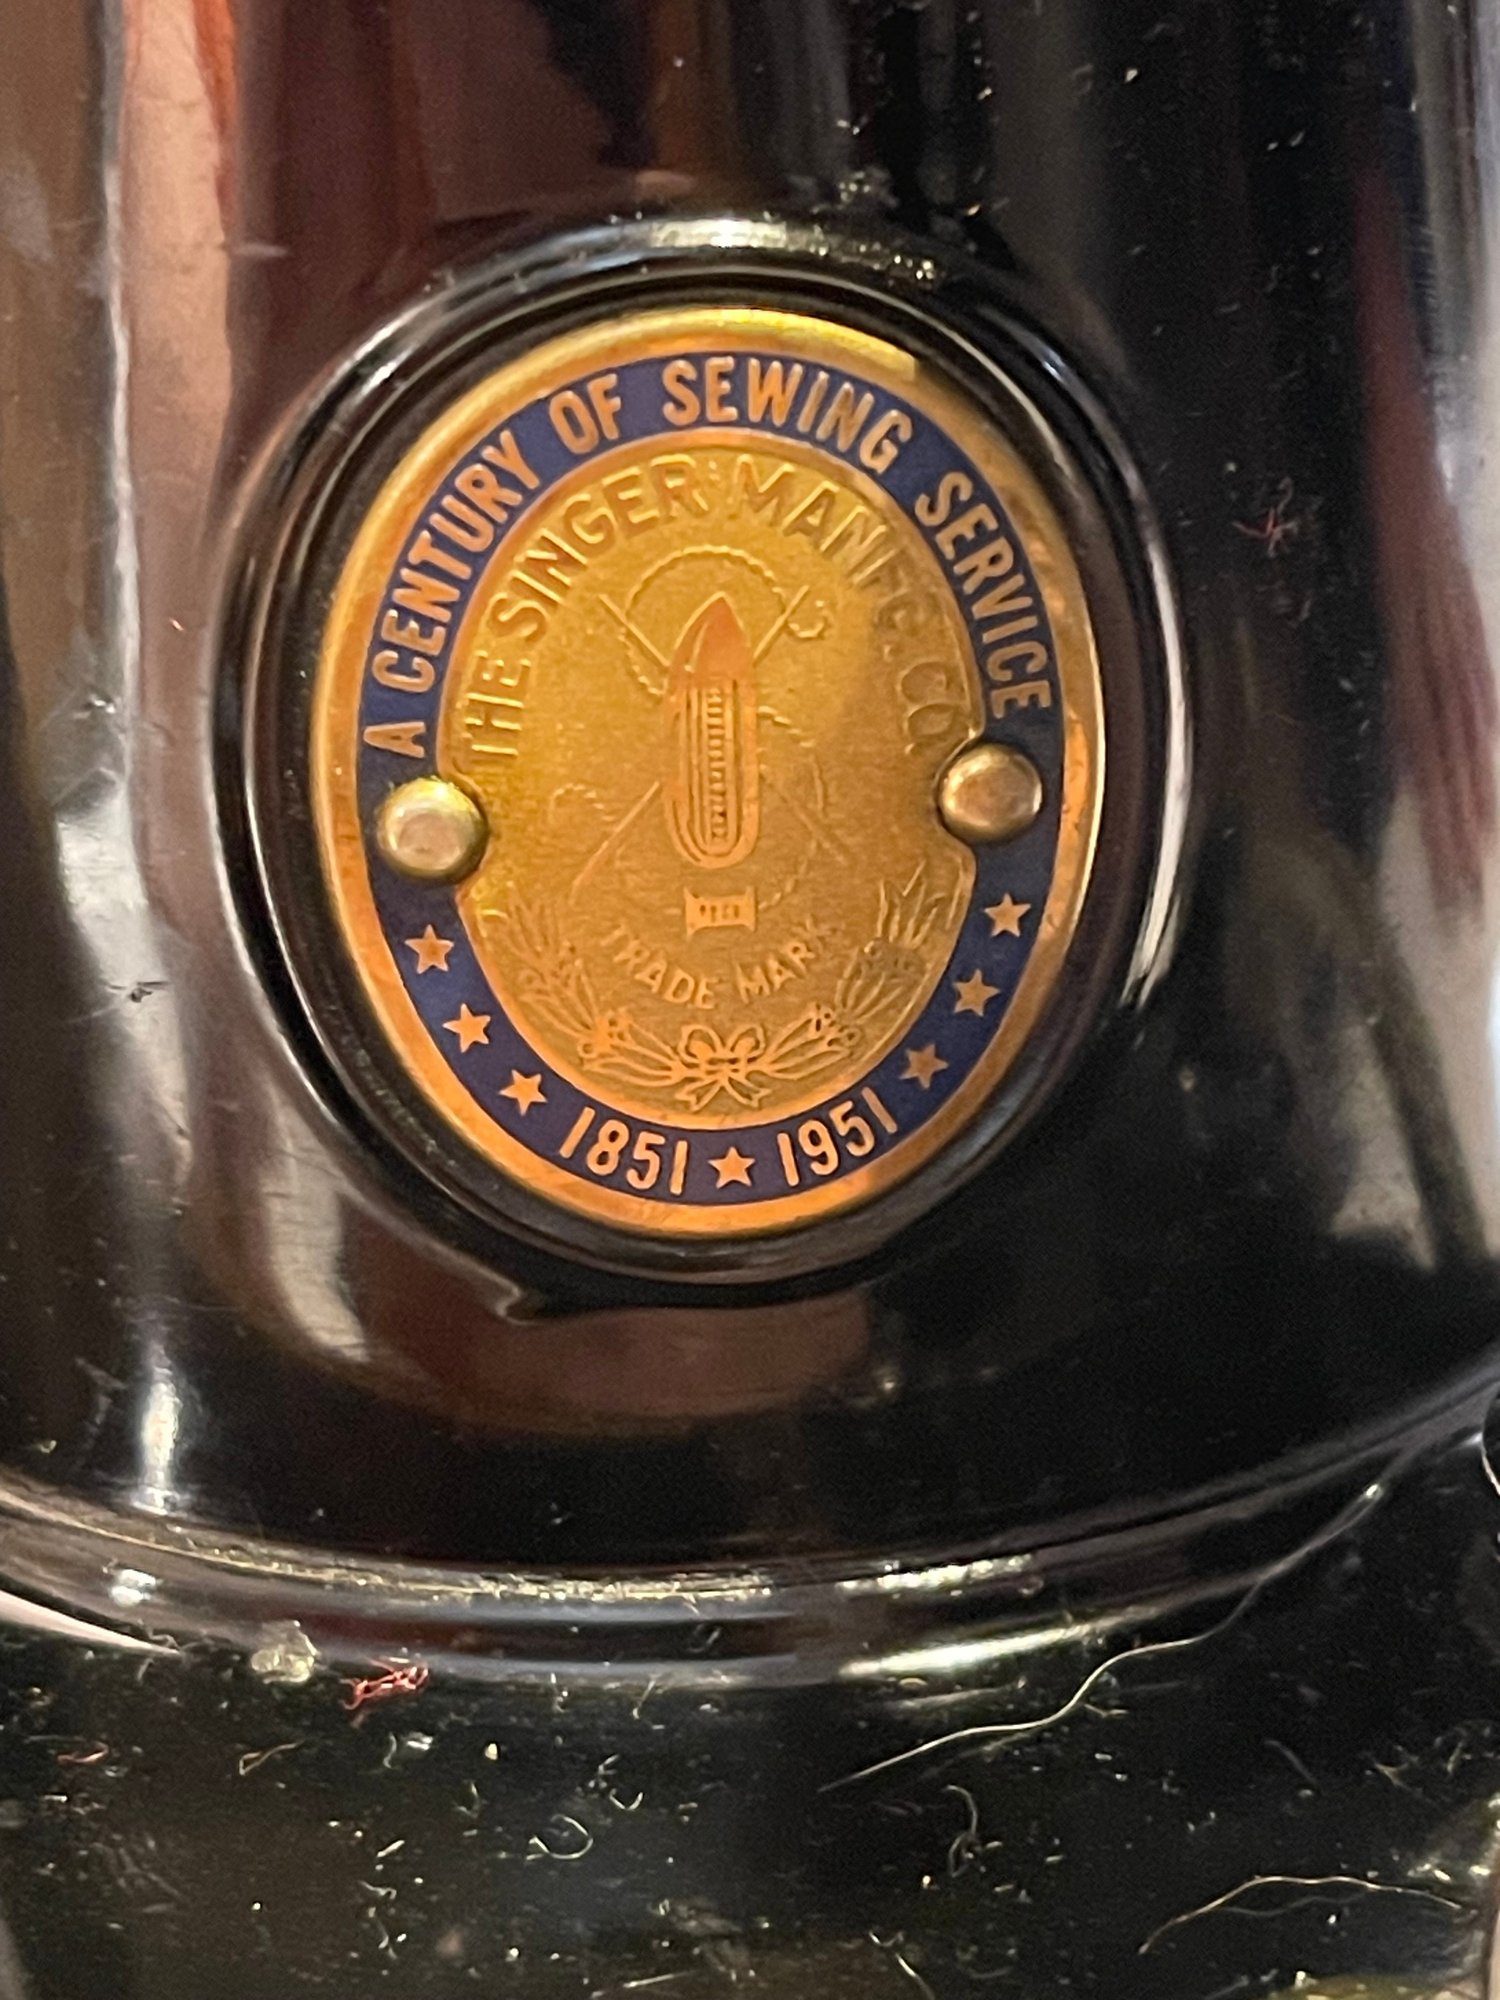 A CENTURY OF SEWING SERVICE
THE SINGER MANFG. CO.
TRADE MARK
1851 ★ 1951